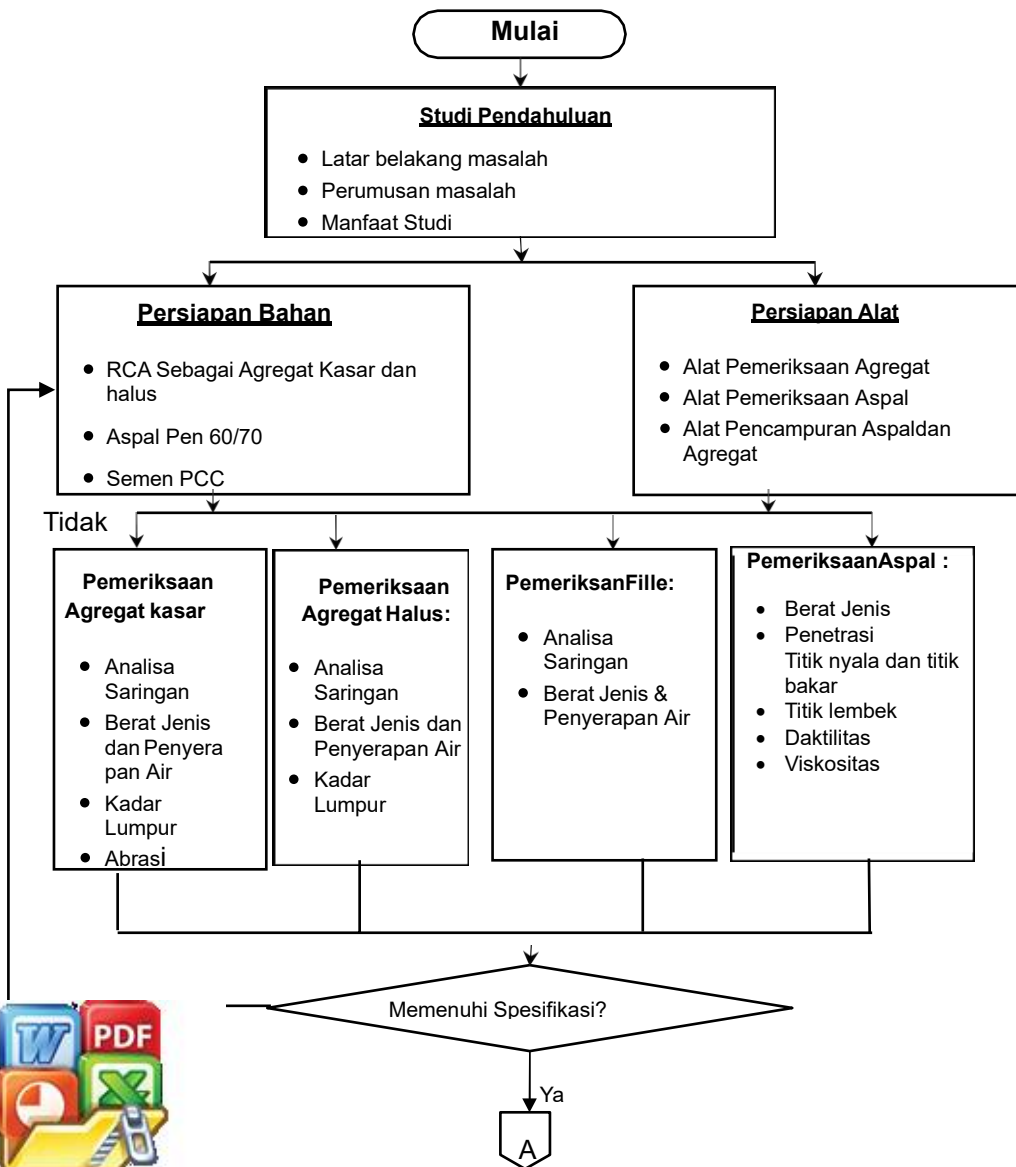 Mulai
Studi Pendahuluan
● Latar belakang masalah
● Perumusan masalah
● Manfaat Studi
Persiapan Bahan
● RCA Sebagai Agregat Kasar dan
halus
● Aspal Pen 60/70
● Semen PCC
Persiapan Alat
● Alat Pemeriksaan Agregat
● Alat Pemeriksaan Aspal
● Alat Pencampuran Aspaldan
Agregat
Tidak
Pemeriksaan
Agregat kasar
● Analisa
Saringan
● Berat Jenis
dan Penyera
pan Air
● Kadar
Lumpur
● Abrasi
Pemeriksaan
Agregat Halus:
● Analisa
Saringan
● Berat Jenis dan
Penyerapan Air
● Kadar
Lumpur
PemeriksanFille:
● Analisa
Saringan
● Berat Jenis &
Penyerapan Air
PemeriksaanAspal :
• Berat Jenis
• Penetrasi
Titik nyala dan titik
bakar
• Titik lembek
• Daktilitas
• Viskositas
Memenuhi Spesifikasi?
Ya
A
W
PDF
X